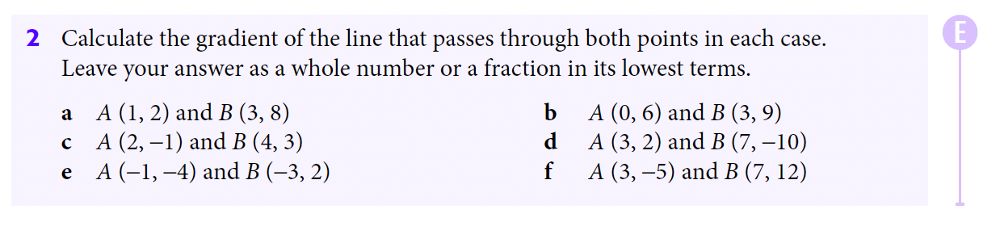 2 Calculate the gradient of the line that passes through both points in each case.
Leave your answer as a whole number or a fraction in its lowest terms.
a A (1, 2) and B (3, 8)
b A (0, 6) and B (3, 9)
c A (2, −1) and B (4, 3)
d A (3, 2) and B (7, −10)
e A (−1, −4) and B (−3, 2)
f A (3, −5) and B (7, 12)
E